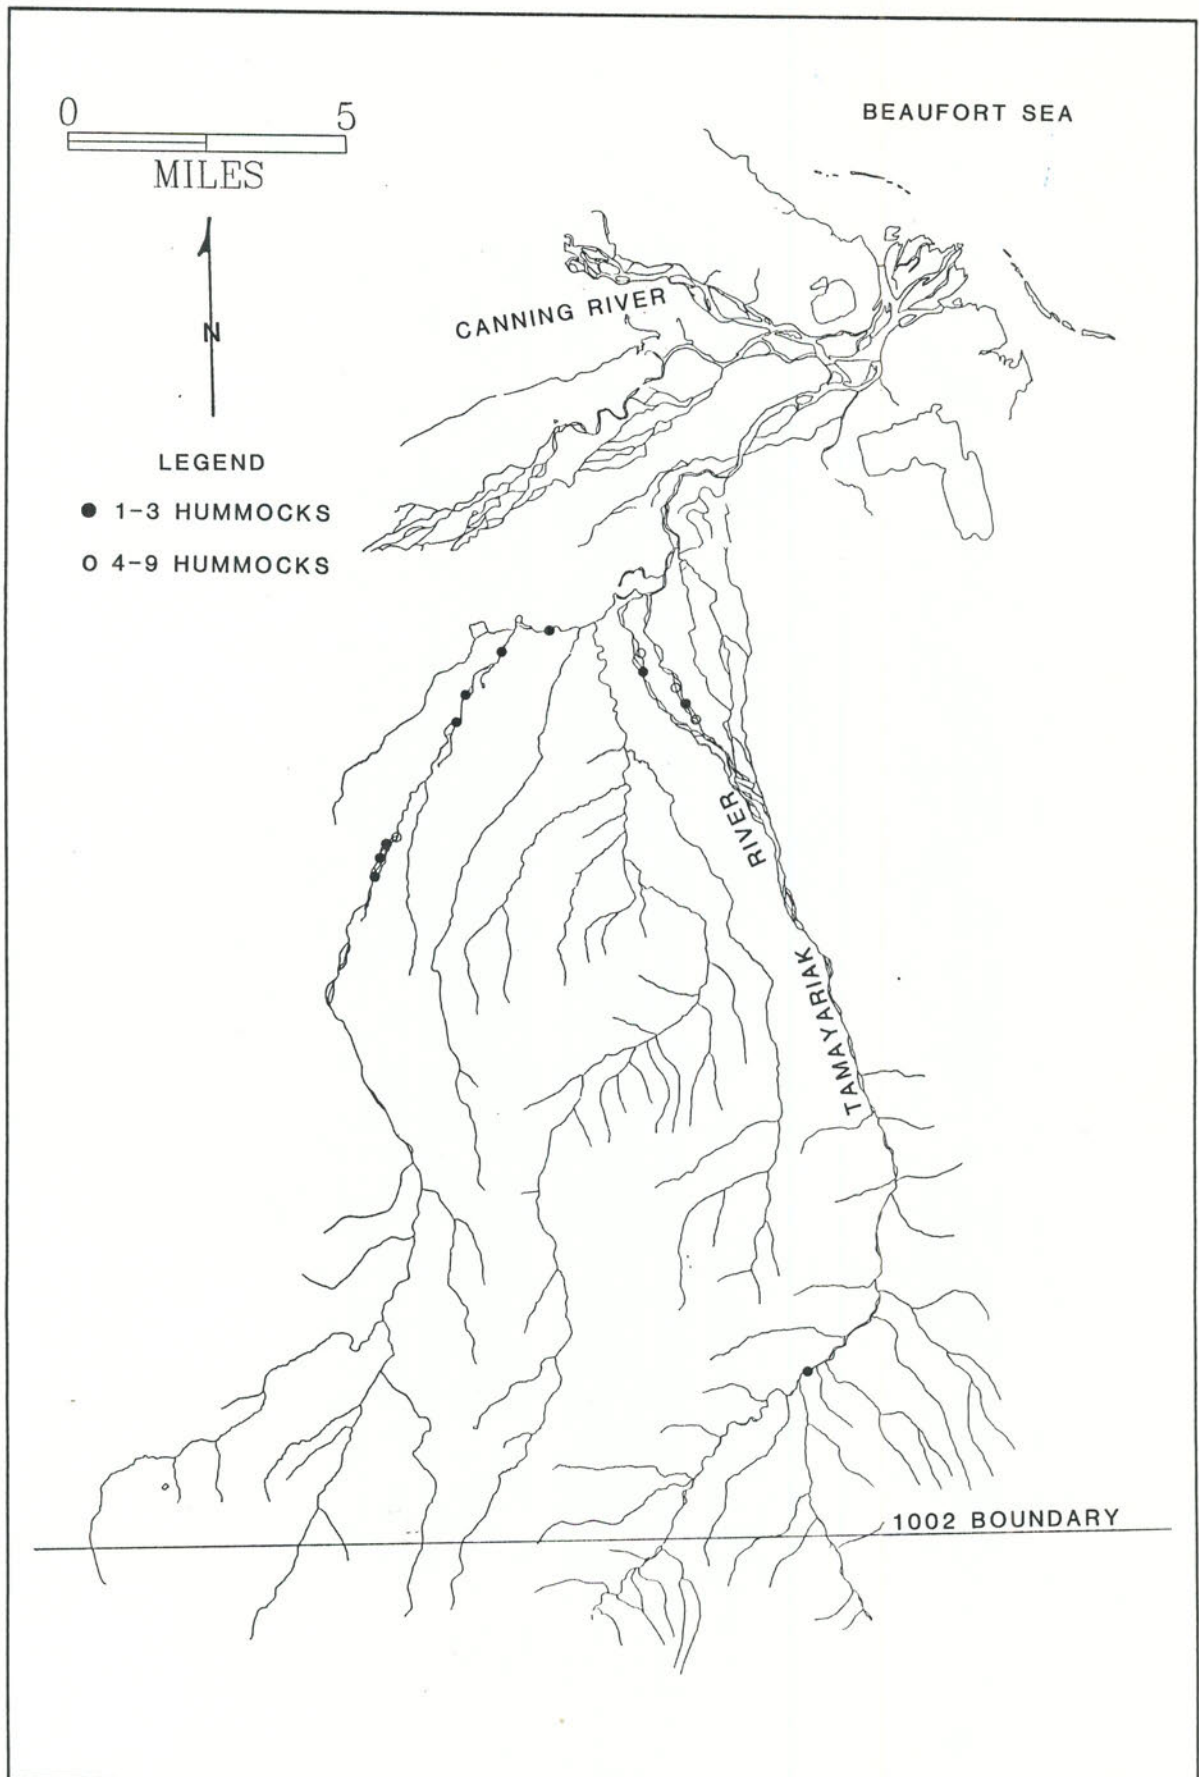 0 5
MILES
BEAUFORT SEA
N
CANNING RIVER
LEGEND
● 1-3 HUMMOCKS
O 4-9 HUMMOCKS
RIVER
TAMAYARIAK
1002 BOUNDARY